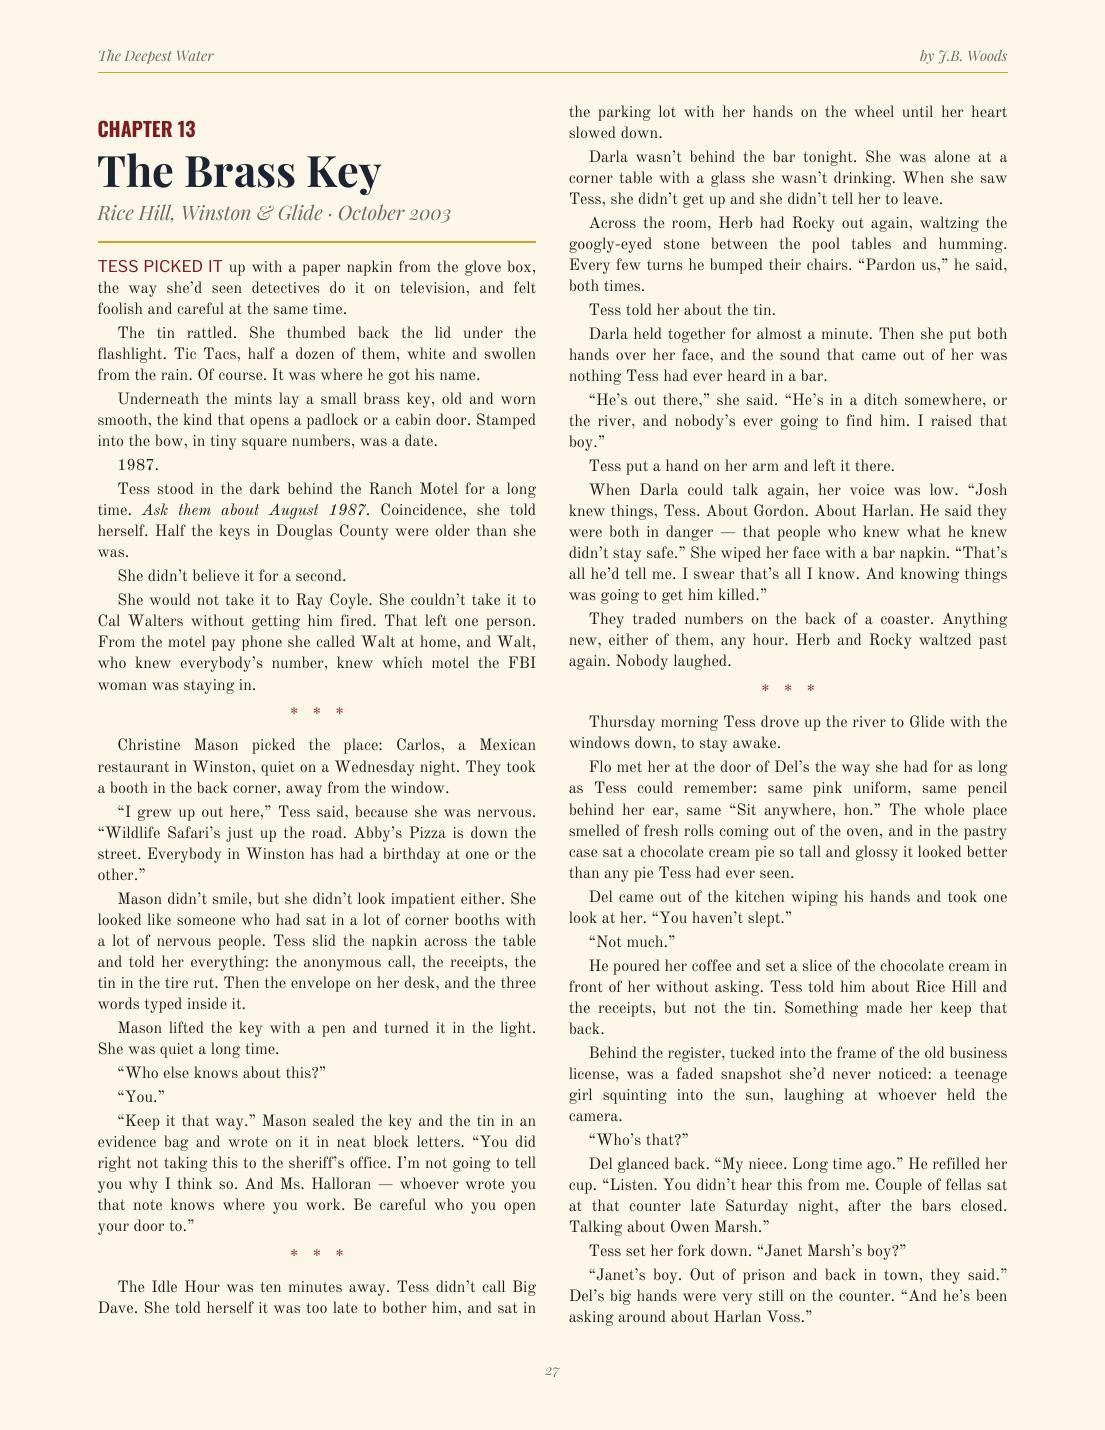 The Deepest Water
by J.B. Woods
CHAPTER 13
The Brass Key
Rice Hill, Winston & Glide · October 2003
TESS PICKED IT up with a paper napkin from the glove box,
the way she’d seen detectives do it on television, and felt
foolish and careful at the same time.
The tin rattled. She thumbed back the lid under the
flashlight. Tic Tacs, half a dozen of them, white and swollen
from the rain. Of course. It was where he got his name.
Underneath the mints lay a small brass key, old and worn
smooth, the kind that opens a padlock or a cabin door. Stamped
into the bow, in tiny square numbers, was a date.
1987.
Tess stood in the dark behind the Ranch Motel for a long
time. Ask them about August 1987. Coincidence, she told
herself. Half the keys in Douglas County were older than she
was.
She didn’t believe it for a second.
She would not take it to Ray Coyle. She couldn’t take it to
Cal Walters without getting him fired. That left one person.
From the motel pay phone she called Walt at home, and Walt,
who knew everybody’s number, knew which motel the FBI
woman was staying in.
* * *
Christine Mason picked the place: Carlos, a Mexican
restaurant in Winston, quiet on a Wednesday night. They took
a booth in the back corner, away from the window.
“I grew up out here,” Tess said, because she was nervous.
“Wildlife Safari’s just up the road. Abby’s Pizza is down the
street. Everybody in Winston has had a birthday at one or the
other.”
Mason didn’t smile, but she didn’t look impatient either. She
looked like someone who had sat in a lot of corner booths with
a lot of nervous people. Tess slid the napkin across the table
and told her everything: the anonymous call, the receipts, the
tin in the tire rut. Then the envelope on her desk, and the three
words typed inside it.
Mason lifted the key with a pen and turned it in the light.
She was quiet a long time.
“Who else knows about this?”
“You.”
“Keep it that way.” Mason sealed the key and the tin in an
evidence bag and wrote on it in neat block letters. “You did
right not taking this to the sheriff’s office. I’m not going to tell
you why I think so. And Ms. Halloran — whoever wrote you
that note knows where you work. Be careful who you open
your door to.”
* * *
The Idle Hour was ten minutes away. Tess didn’t call Big
Dave. She told herself it was too late to bother him, and sat in
the parking lot with her hands on the wheel until her heart
slowed down.
Darla wasn’t behind the bar tonight. She was alone at a
corner table with a glass she wasn’t drinking. When she saw
Tess, she didn’t get up and she didn’t tell her to leave.
Across the room, Herb had Rocky out again, waltzing the
googly-eyed stone between the pool tables and humming.
Every few turns he bumped their chairs. “Pardon us,” he said,
both times.
Tess told her about the tin.
Darla held together for almost a minute. Then she put both
hands over her face, and the sound that came out of her was
nothing Tess had ever heard in a bar.
“He’s out there,” she said. “He’s in a ditch somewhere, or
the river, and nobody’s ever going to find him. I raised that
boy.”
Tess put a hand on her arm and left it there.
When Darla could talk again, her voice was low. “Josh
knew things, Tess. About Gordon. About Harlan. He said they
were both in danger — that people who knew what he knew
didn’t stay safe.” She wiped her face with a bar napkin. “That’s
all he’d tell me. I swear that’s all I know. And knowing things
was going to get him killed.”
They traded numbers on the back of a coaster. Anything
new, either of them, any hour. Herb and Rocky waltzed past
again. Nobody laughed.
* * *
Thursday morning Tess drove up the river to Glide with the
windows down, to stay awake.
Flo met her at the door of Del’s the way she had for as long
as Tess could remember: same pink uniform, same pencil
behind her ear, same “Sit anywhere, hon.” The whole place
smelled of fresh rolls coming out of the oven, and in the pastry
case sat a chocolate cream pie so tall and glossy it looked better
than any pie Tess had ever seen.
Del came out of the kitchen wiping his hands and took one
look at her. “You haven’t slept.”
“Not much.”
He poured her coffee and set a slice of the chocolate cream in
front of her without asking. Tess told him about Rice Hill and
the receipts, but not the tin. Something made her keep that
back.
Behind the register, tucked into the frame of the old business
license, was a faded snapshot she’d never noticed: a teenage
girl squinting into the sun, laughing at whoever held the
camera.
“Who’s that?”
Del glanced back. “My niece. Long time ago.” He refilled her
cup. “Listen. You didn’t hear this from me. Couple of fellas sat
at that counter late Saturday night, after the bars closed.
Talking about Owen Marsh.”
Tess set her fork down. “Janet Marsh’s boy?”
“Janet’s boy. Out of prison and back in town, they said.”
Del’s big hands were very still on the counter. “And he’s been
asking around about Harlan Voss.”
27